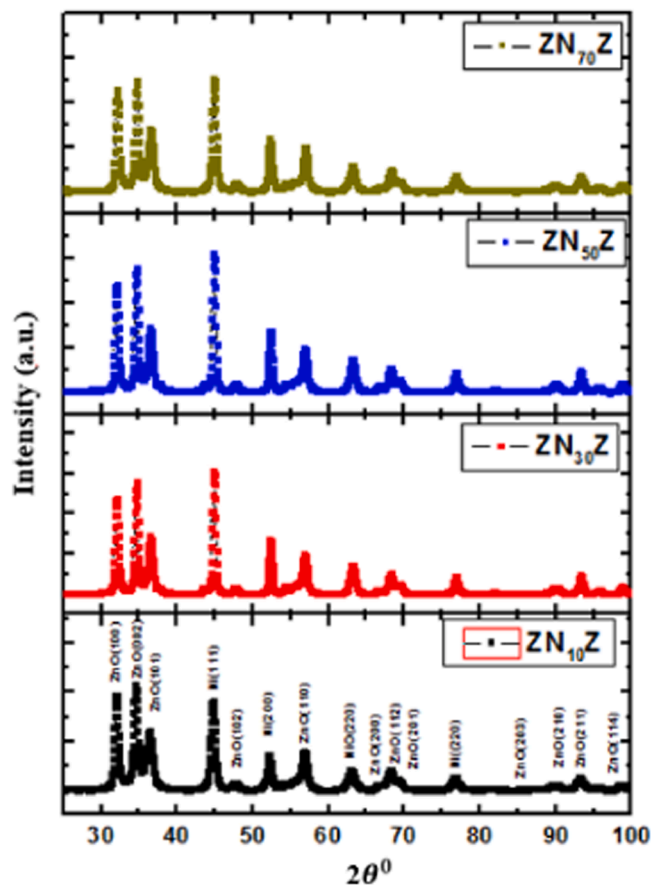 ZN70Z
ZN50Z
ZN30Z
ZN10Z
Intensity (a.u.)
ZnO(100)
ZnO(002)
ZnO(101)
Ni(111)
ZnO(102)
Ni(200)
ZnO(110)
NiO(220)
ZnO(200)
ZnO(112)
ZnO(201)
Ni((220)
ZnO(203)
ZnO(210)
ZnO(211)
ZnO(114)
30 40 50 60 70 80 90 100
2θ⁰